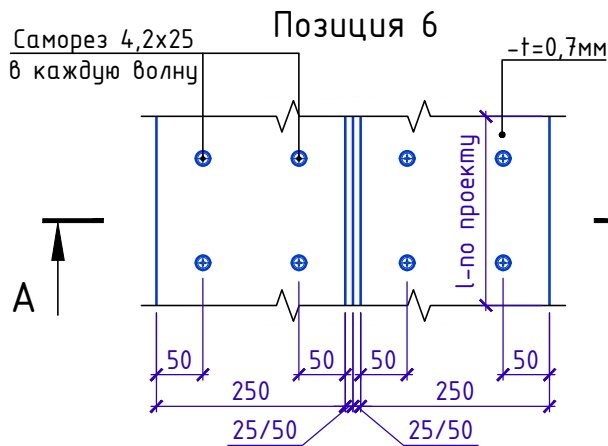 Позиция 6
Саморез 4,2х25
в каждую волну
-t=0,7мм
l-по проекту
А
50
50
50
50
250
250
25/50
25/50